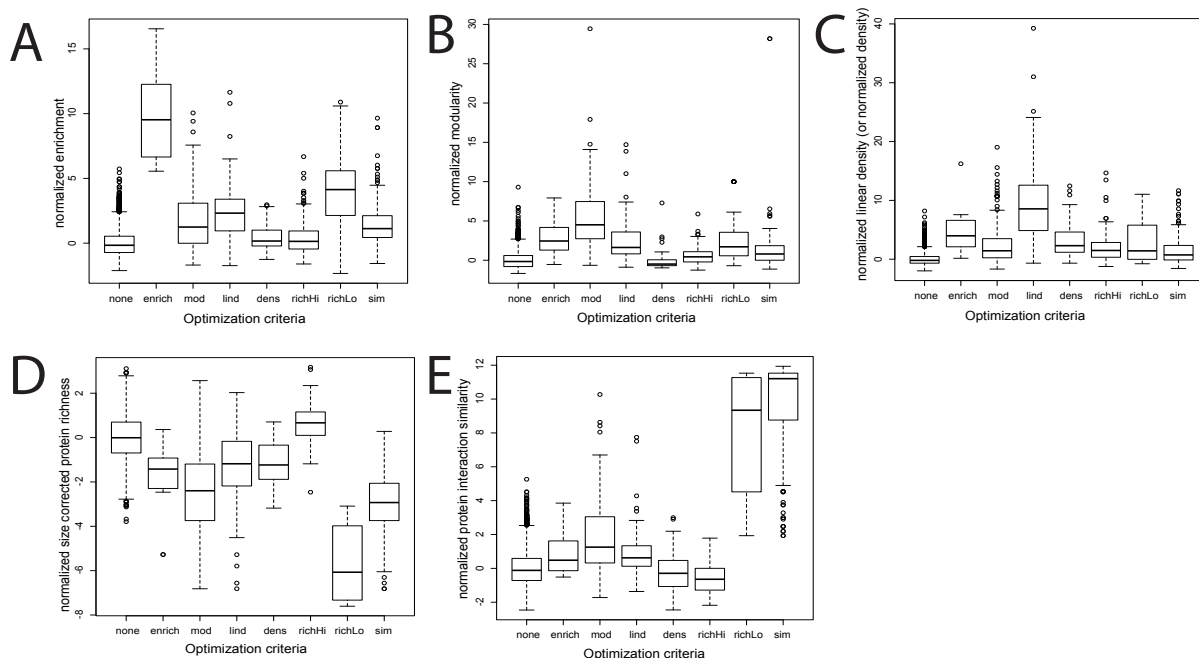 A
normalized enrichment
15
10
5
0
none enrich mod lind dens richHi richLo sim
Optimization criteria
B
normalized modularity
30
25
20
15
10
5
0
none enrich mod lind dens richHi richLo sim
Optimization criteria
C
normalized linear density (or normalized density)
40
30
20
10
0
none enrich mod lind dens richHi richLo sim
Optimization criteria
D
normalized size corrected protein richness
2
0
-2
-4
-6
-8
none enrich mod lind dens richHi richLo sim
Optimization criteria
E
normalized protein interaction similarity
12
10
8
6
4
2
0
-2
none enrich mod lind dens richHi richLo sim
Optimization criteria